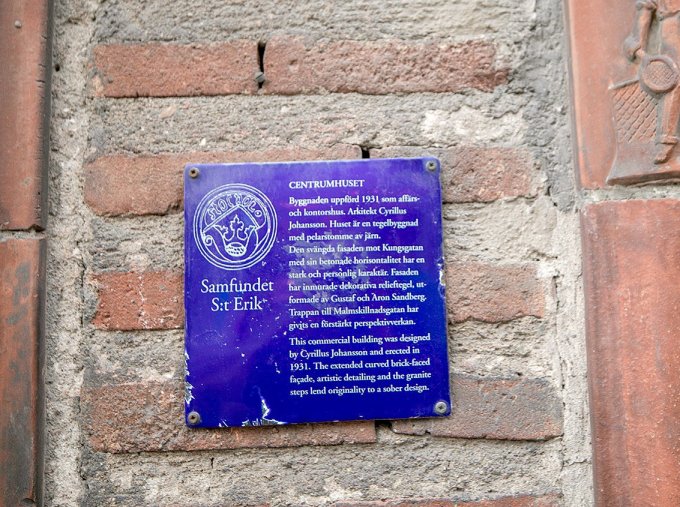 Samfundet
S:t Erik
CENTRUMHUSET
Byggnaden uppförd 1931 som affärs-
och kontorshus. Arkitekt Cyrillus
Johansson. Huset är en tegelbyggnad
med pelarstomme av järn.
Den svängda fasaden mot Kungsgatan
med sin betonade horisontalitet har en
stark och personlig karaktär. Fasaden
har inmurade dekorativa relieftegel, ut-
formade av Gustaf och Aron Sandberg.
Trappan till Malmskillnadsgatan har
givits en förstärkt perspektivverkan.
This commercial building was designed
by Cyrillus Johansson and erected in
1931. The extended curved brick-faced
façade, artistic detailing and the granite
steps lend originality to a sober design.